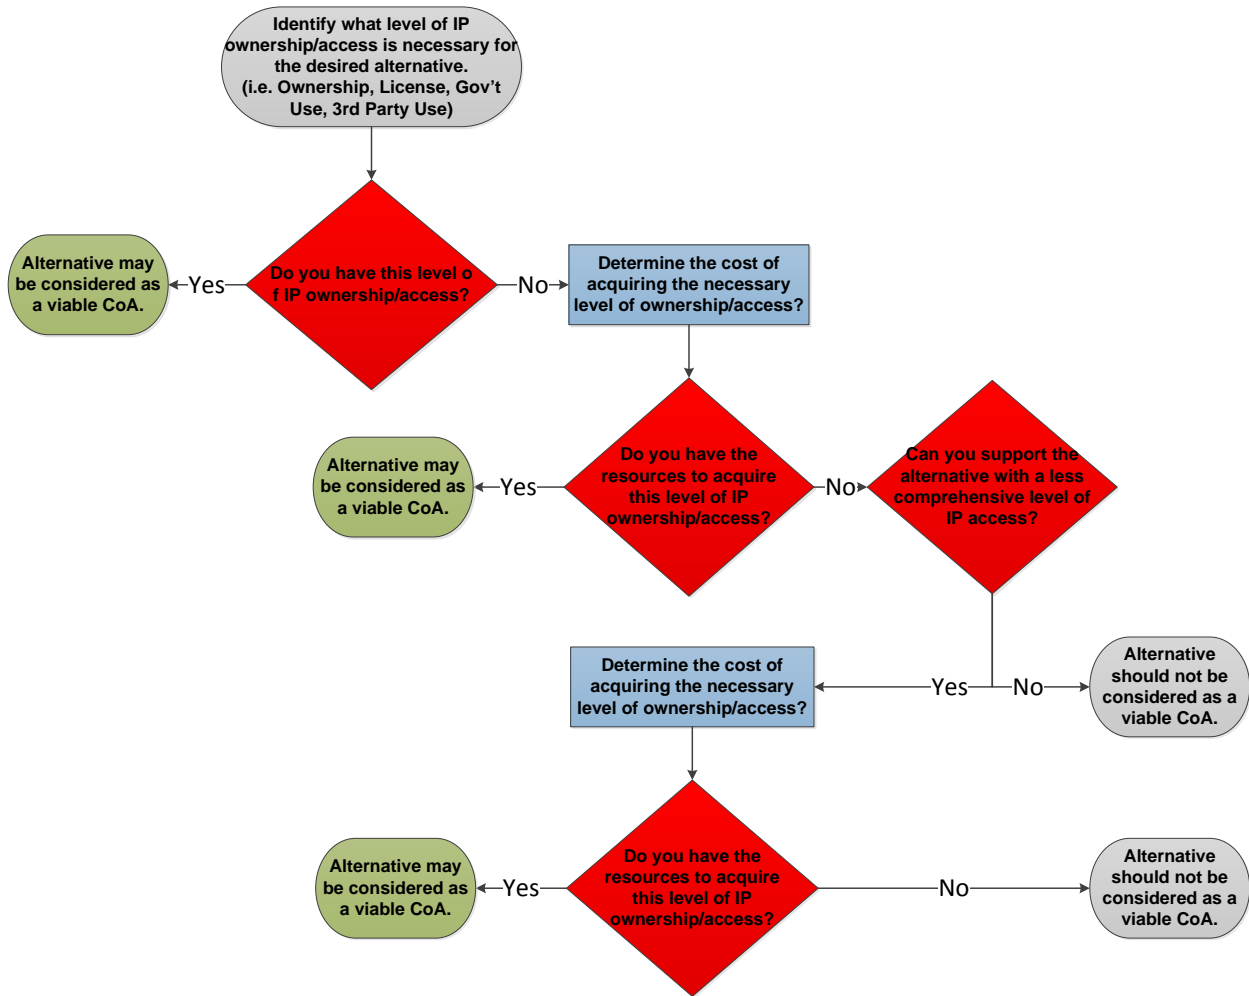 Identify what level of IP
ownership/access is necessary for
the desired alternative.
(i.e. Ownership, License, Gov't
Use, 3rd Party Use)
Alternative may
be considered as
a viable CoA.
Yes
Do you have this level o
f IP ownership/access?
No
Determine the cost of
acquiring the necessary
level of ownership/access?
Alternative may
be considered as
a viable CoA.
Yes
Do you have the
resources to acquire
this level of IP
ownership/access?
No
Can you support the
alternative with a less
comprehensive level of
IP access?
Determine the cost of
acquiring the necessary
level of ownership/access?
Yes
No
Alternative
should not be
considered as a
viable CoA.
Alternative may
be considered as
a viable CoA.
Yes
Do you have the
resources to acquire
this level of IP
ownership/access?
No
Alternative
should not be
considered as a
viable CoA.